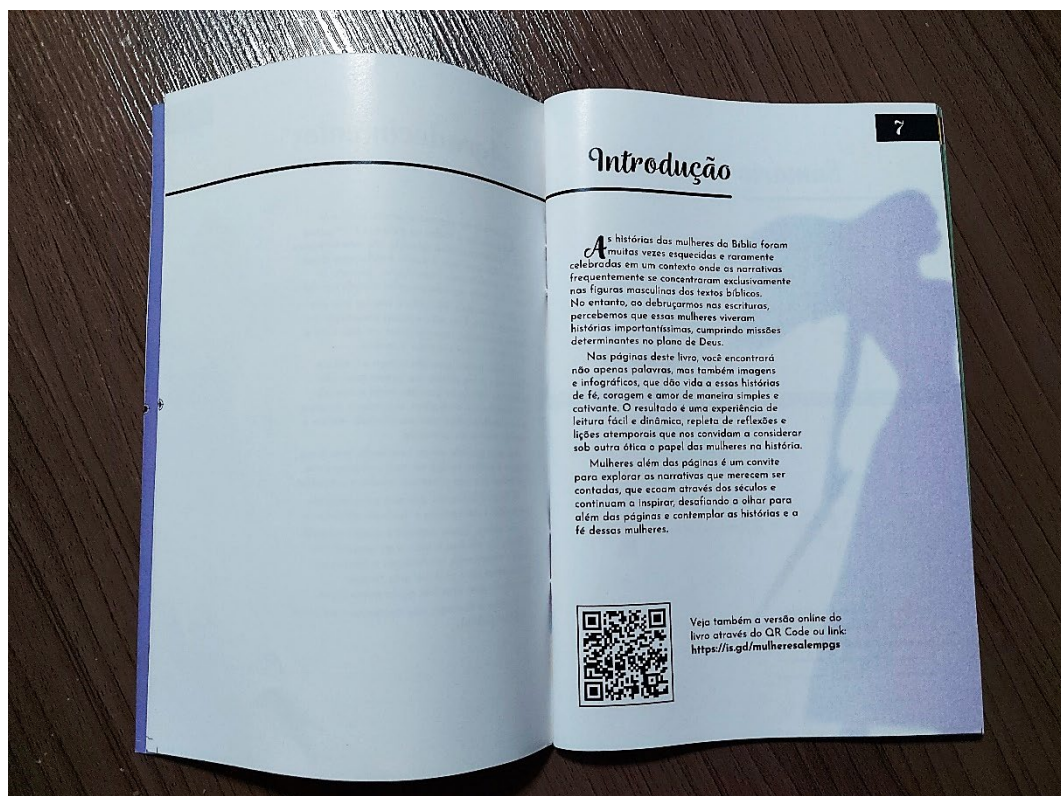 7
Introdução
As histórias das mulheres da Bíblia foram
muitas vezes esquecidas e raramente
celebradas em um contexto onde as narrativas
frequentemente se concentraram exclusivamente
nas figuras masculinas dos textos bíblicos.
No entanto, ao debruçarmos nas escrituras,
percebemos que essas mulheres viveram
histórias importantíssimas, cumprindo missões
determinantes no plano de Deus.
Nas páginas deste livro, você encontrará
não apenas palavras, mas também imagens
e infográficos, que dão vida a essas histórias
de fé, coragem e amor de maneira simples e
cativante. O resultado é uma experiência de
leitura fácil e dinâmica, repleta de reflexões e
lições atemporais que nos convidam a considerar
sob outra ótica o papel das mulheres na história.
Mulheres além das páginas é um convite
para explorar as narrativas que merecem ser
contadas, que ecoam através dos séculos e
continuam a inspirar, desafiando a olhar para
além das páginas e contemplar as histórias e a
fé dessas mulheres.
Veja também a versão online do
livro através do QR Code ou link:
https://is.gd/mulheresalempgs